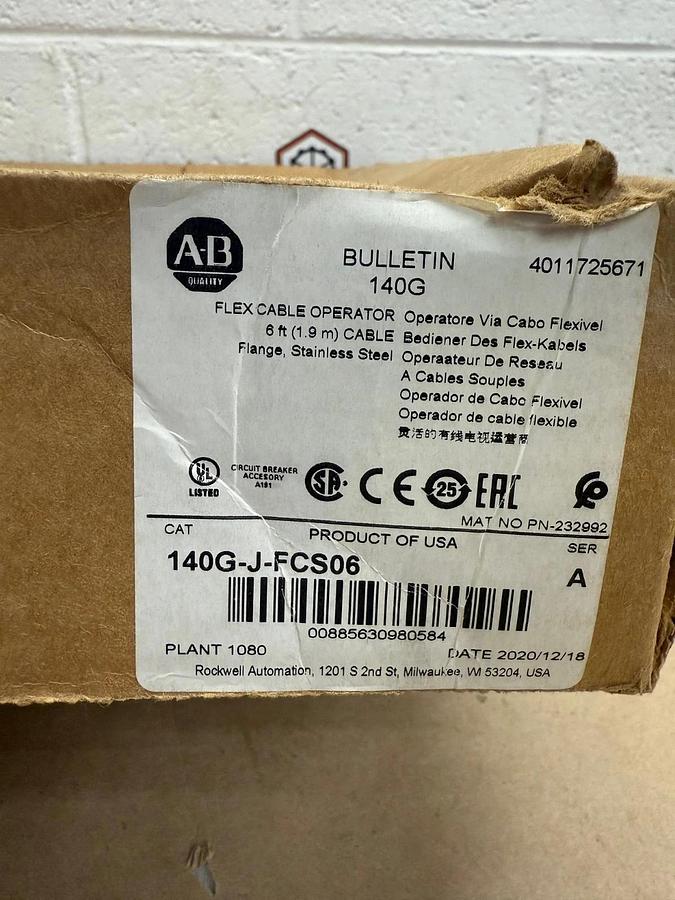 A-B
QUALITY
BULLETIN
140G
4011725671
FLEX CABLE OPERATOR
6 ft (1.9 m) CABLE
Flange, Stainless Steel
Operatore Via Cabo Flexivel
Bediener Des Flex-Kabels
Operaateur De Reseau
A Cables Souples
Operador de Cabo Flexivel
Operador de cable flexible
灵活的有线电视运营商
UL
LISTED
CIRCUIT BREAKER
ACCESORY
A191
SA
CE
25
EAC
MAT NO PN-232992
CAT
PRODUCT OF USA
SER
140G-J-FCS06
A
00885630980584
PLANT 1080
DATE 2020/12/18
Rockwell Automation, 1201 S 2nd St, Milwaukee, WI 53204, USA